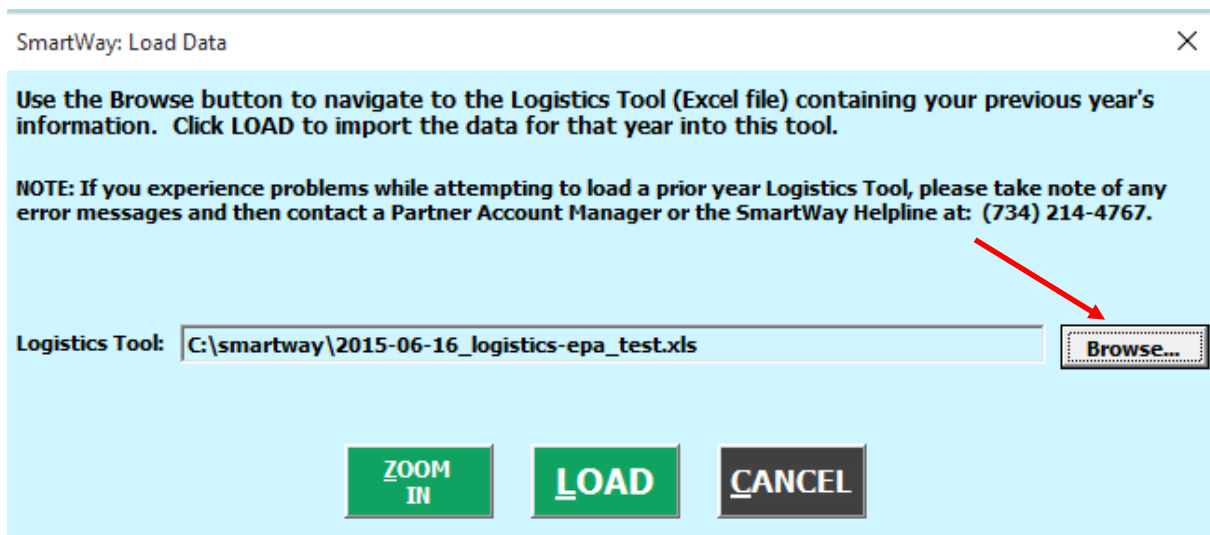 SmartWay: Load Data
Use the Browse button to navigate to the Logistics Tool (Excel file) containing your previous year's
information.  Click LOAD to import the data for that year into this tool.
NOTE: If you experience problems while attempting to load a prior year Logistics Tool, please take note of any
error messages and then contact a Partner Account Manager or the SmartWay Helpline at:  (734) 214-4767.
Logistics Tool: C:\smartway\2015-06-16_logistics-epa_test.xls Browse...
ZOOM
IN
LOAD
CANCEL